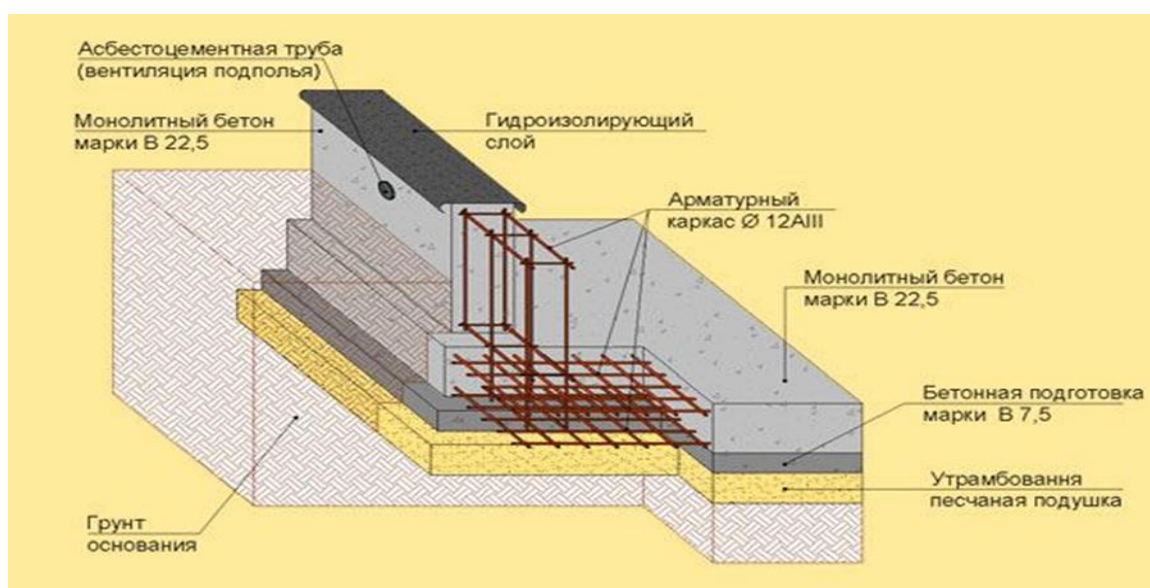 Асбестоцементная труба
(вентиляция подполья)
Монолитный бетон
марки В 22,5
Гидроизолирующий
слой
Арматурный
каркас Ø 12АIII
Монолитный бетон
марки В 22,5
Бетонная подготовка
марки В 7,5
Утрамбовання
песчаная подушка
Грунт
основания